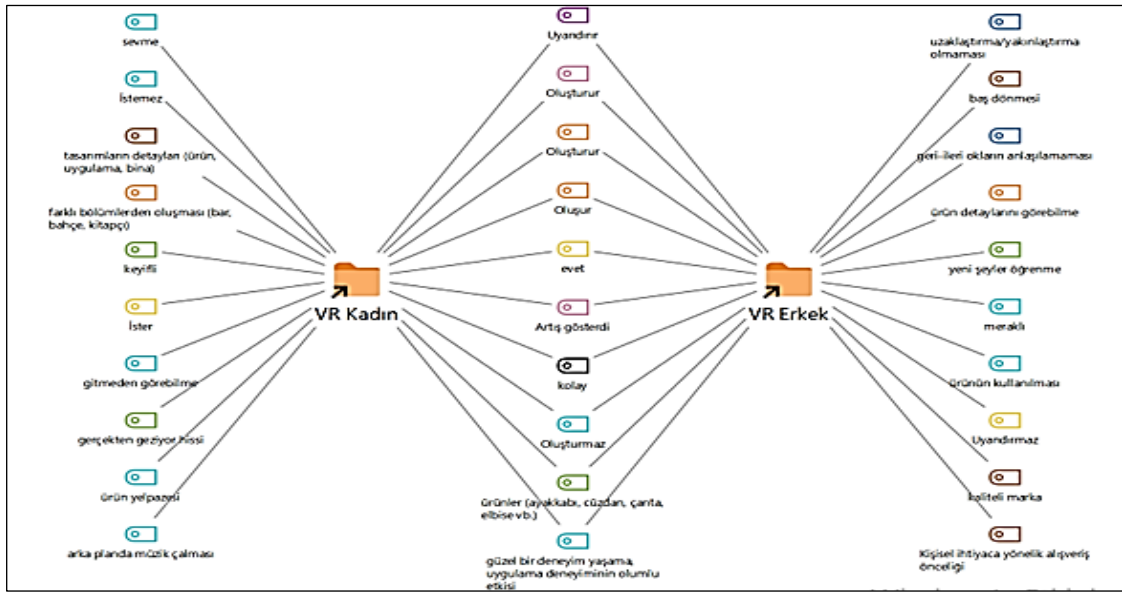 sevme
İstemez
tasarımların detayları (ürün,
uygulama, bina)
farklı bölümlerden oluşması (bar,
bahçe, kitapçı)
keyifli
İster
gitmeden görebilme
gerçekten geziyor hissi
ürün yelpazesi
arka planda müzik çalması
VR Kadın
Uyandırır
Oluşturur
Oluşturur
Oluşur
evet
Artış gösterdi
kolay
Oluşturmaz
ürünler (ayakkabı, cüzdan, çanta,
elbise vb.)
güzel bir deneyim yaşama,
uygulama deneyiminin olumlu
etkisi
VR Erkek
uzaklaştırma/yakınlaştırma
olmaması
baş dönmesi
geri-ileri okların anlaşılamaması
ürün detaylarını görebilme
yeni şeyler öğrenme
meraklı
ürünün kullanılması
Uyandırmaz
kaliteli marka
Kişisel ihtiyaca yönelik alışveriş
önceliği